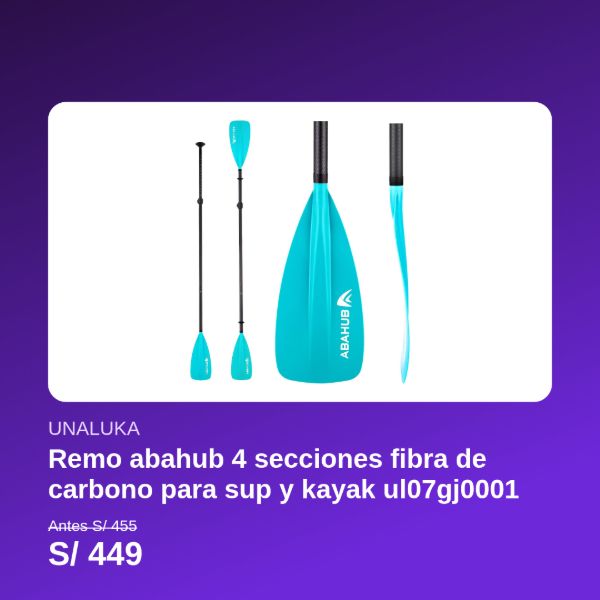 ABAHUB
UNALUKA
Remo abahub 4 secciones fibra de
carbono para sup y kayak ul07gj0001
Antes S/ 455
S/ 449